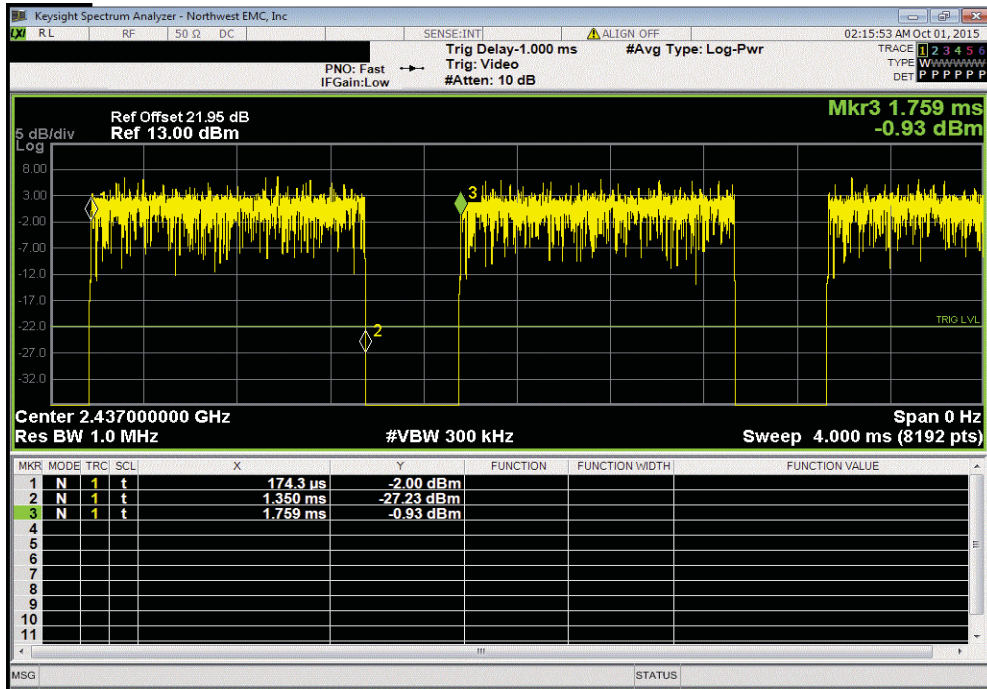 Keysight Spectrum Analyzer - Northwest EMC, Inc
LXI RL RF 50 Ω DC SENSE:INT ALIGN OFF 02:15:53 AM Oct 01, 2015
Trig Delay-1.000 ms #Avg Type: Log-Pwr TRACE 1 2 3 4 5 6
PNO: Fast Trig: Video TYPE WWWWWW
IFGain:Low #Atten: 10 dB DET P P P P P P
Mkr3 1.759 ms
-0.93 dBm
Ref Offset 21.95 dB
5 dB/div Ref 13.00 dBm
Log
8.00
3.00
-2.00
-7.00
-12.0
-17.0
-22.0
-27.0
-32.0
1
3
TRIG LVL
2
Center 2.437000000 GHz Span 0 Hz
Res BW 1.0 MHz #VBW 300 kHz Sweep 4.000 ms (8192 pts)
MKR MODE TRC SCL X Y FUNCTION FUNCTION WIDTH FUNCTION VALUE
1 N 1 t 174.3 µs -2.00 dBm
2 N 1 t 1.350 ms -27.23 dBm
3 N 1 t 1.759 ms -0.93 dBm
4
5
6
7
8
9
10
11
MSG STATUS